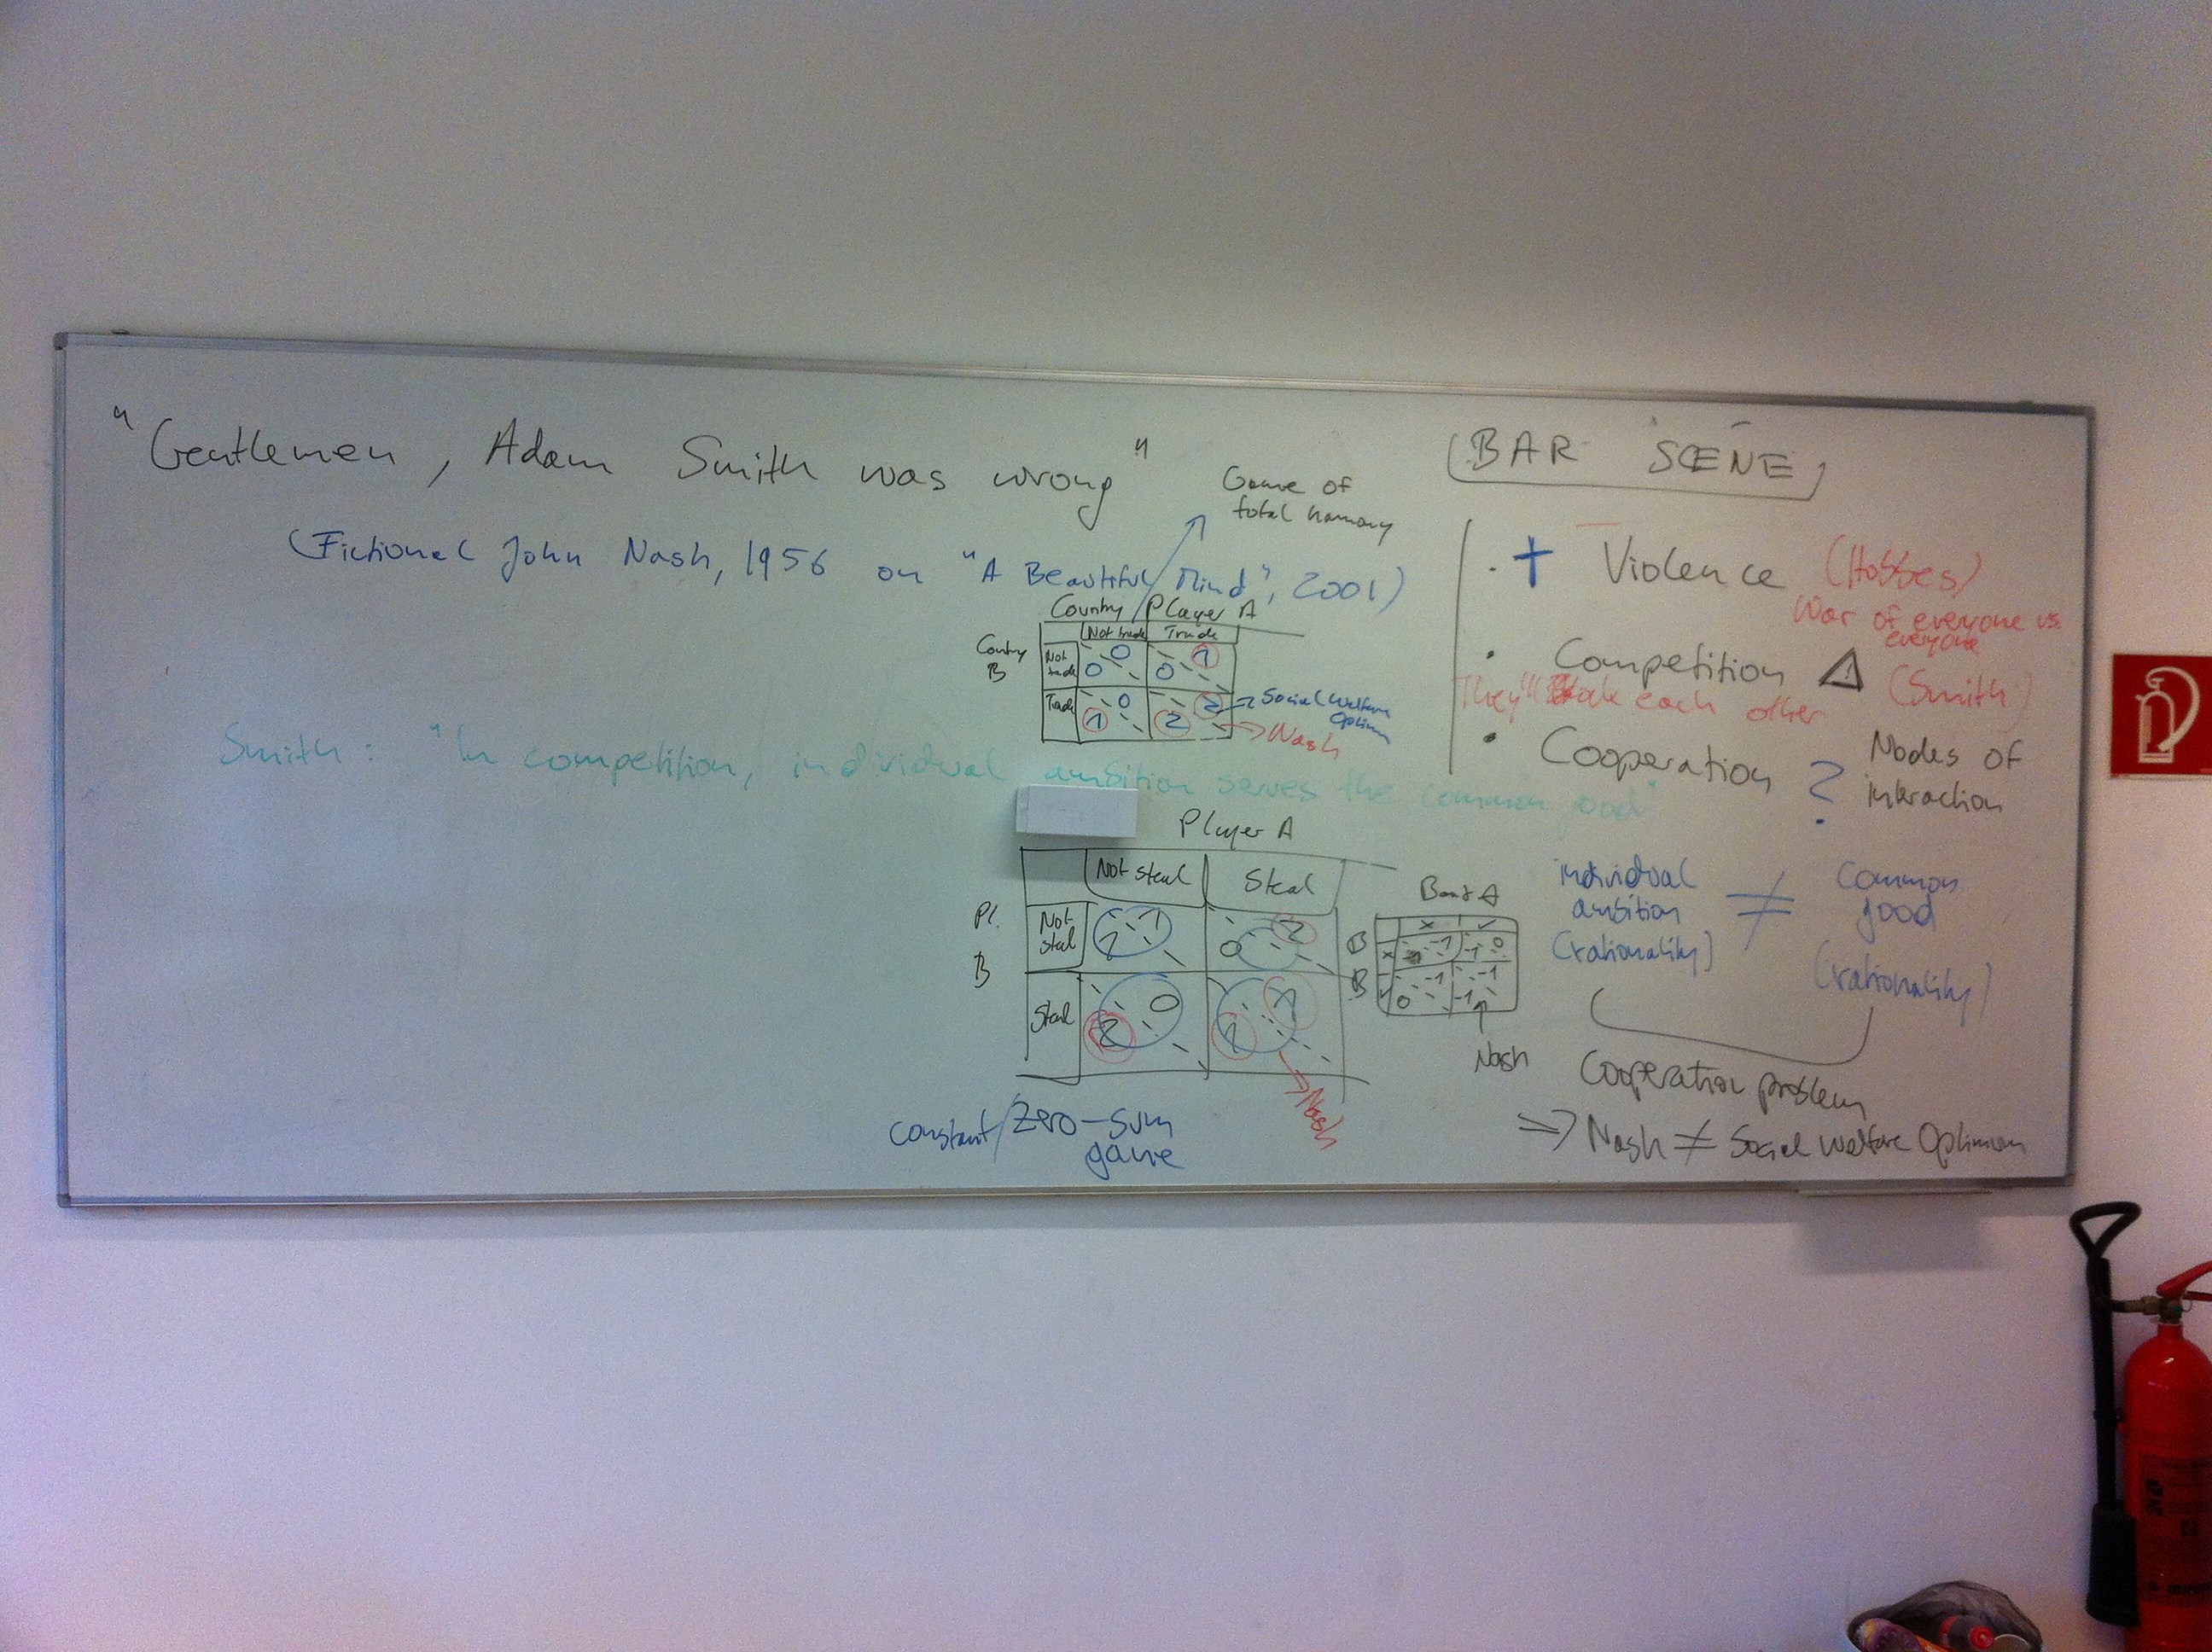 "Gentlemen, Adam Smith was wrong"
(Fictional John Nash, 1956 on "A Beautiful Mind", 2001)
Smith: "In competition, individual ambition serves the common good"
Game of
total harmony
Country / Player A
Not trade Trade
Country
B
Not
trade
0 1
0 0
Trade
0 2
1 2
Social Welfare
Optimum
Nash
Player A
Not steal Steal
Pl.
B
Not
steal
1 2
1 0
Steal
0 1
2 1
Nash
constant/Zero-sum
game
B
x
-1 0
-1
B
-1 -1
0 -1
Nash
BAR SCENE
Violence (Hobbes)
War of everyone vs.
everyone
• Competition (Smith)
They'll each other
• Cooperation ?
Modes of
interaction
individual
ambition
(rationality)
≠
Common
good
(rationality)
Cooperation problem
=> Nash ≠ Social Welfare Optimum